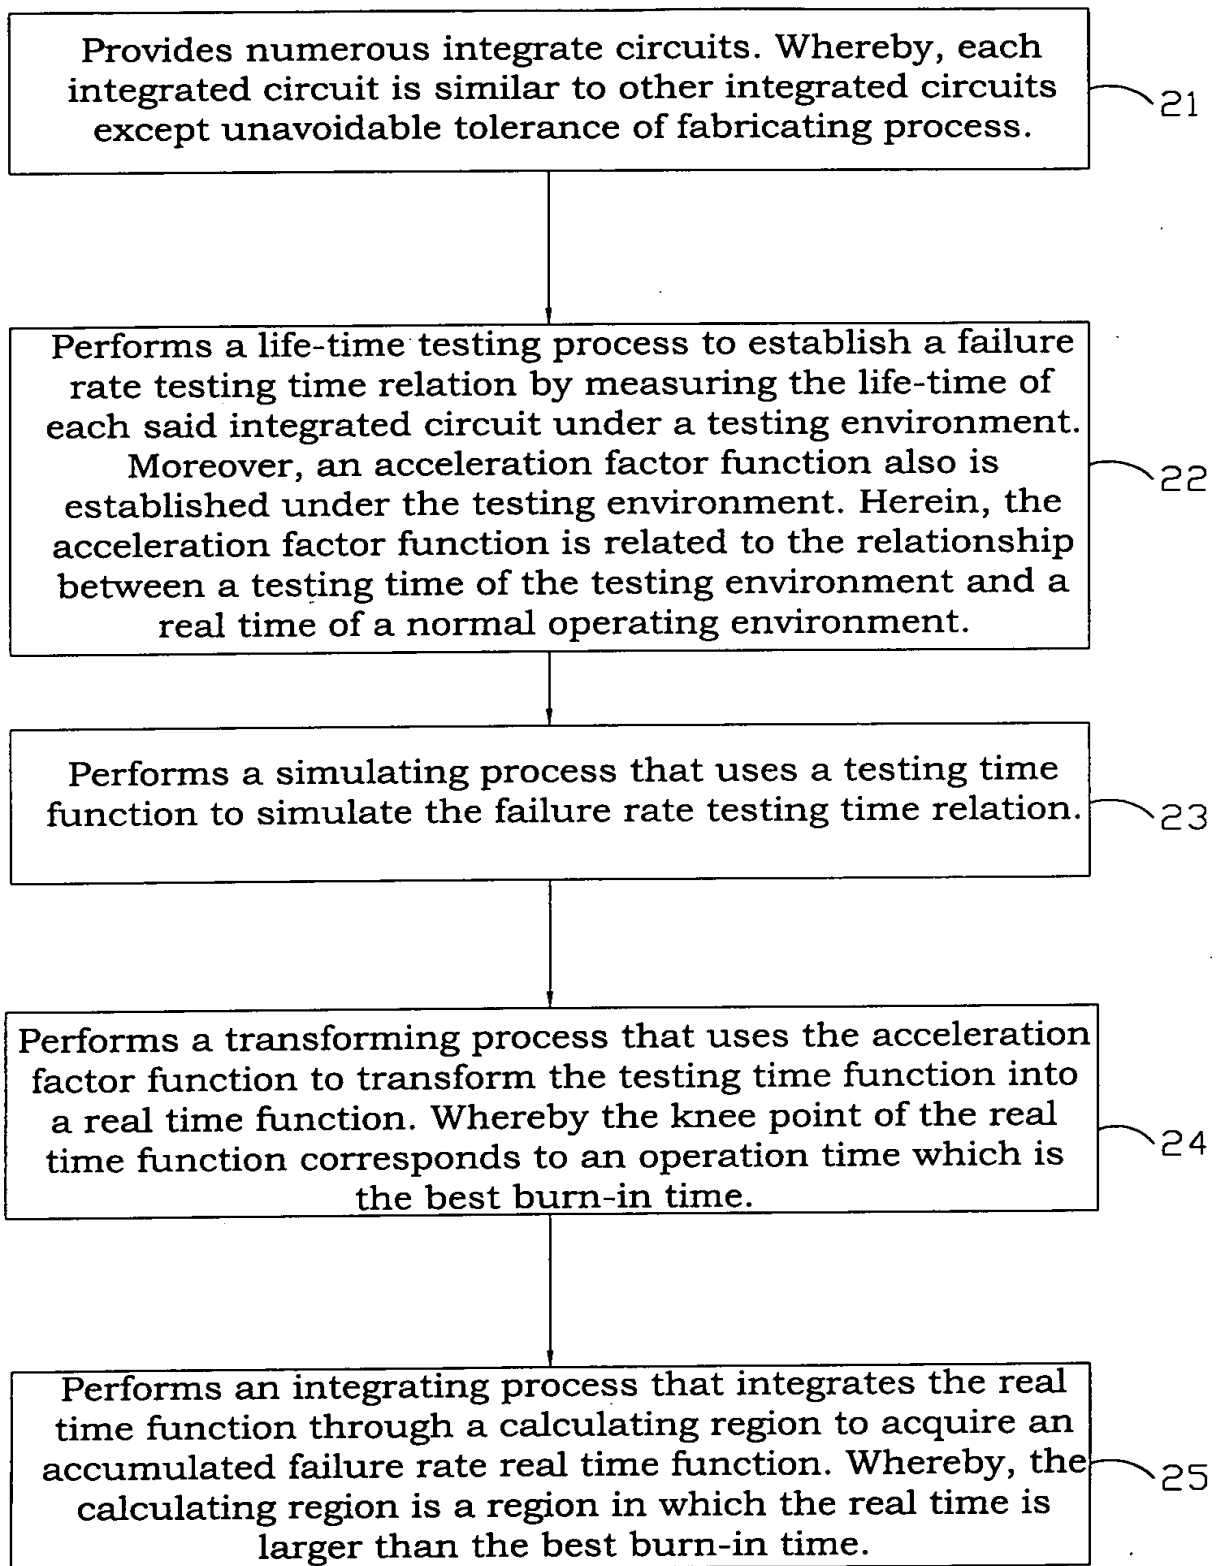 Provides numerous integrate circuits. Whereby, each
integrated circuit is similar to other integrated circuits
except unavoidable tolerance of fabricating process.
21
Performs a life-time testing process to establish a failure
rate testing time relation by measuring the life-time of
each said integrated circuit under a testing environment.
Moreover, an acceleration factor function also is
established under the testing environment. Herein, the
acceleration factor function is related to the relationship
between a testing time of the testing environment and a
real time of a normal operating environment.
22
Performs a simulating process that uses a testing time
function to simulate the failure rate testing time relation.
23
Performs a transforming process that uses the acceleration
factor function to transform the testing time function into
a real time function. Whereby the knee point of the real
time function corresponds to an operation time which is
the best burn-in time.
24
Performs an integrating process that integrates the real
time function through a calculating region to acquire an
accumulated failure rate real time function. Whereby, the
calculating region is a region in which the real time is
larger than the best burn-in time.
25